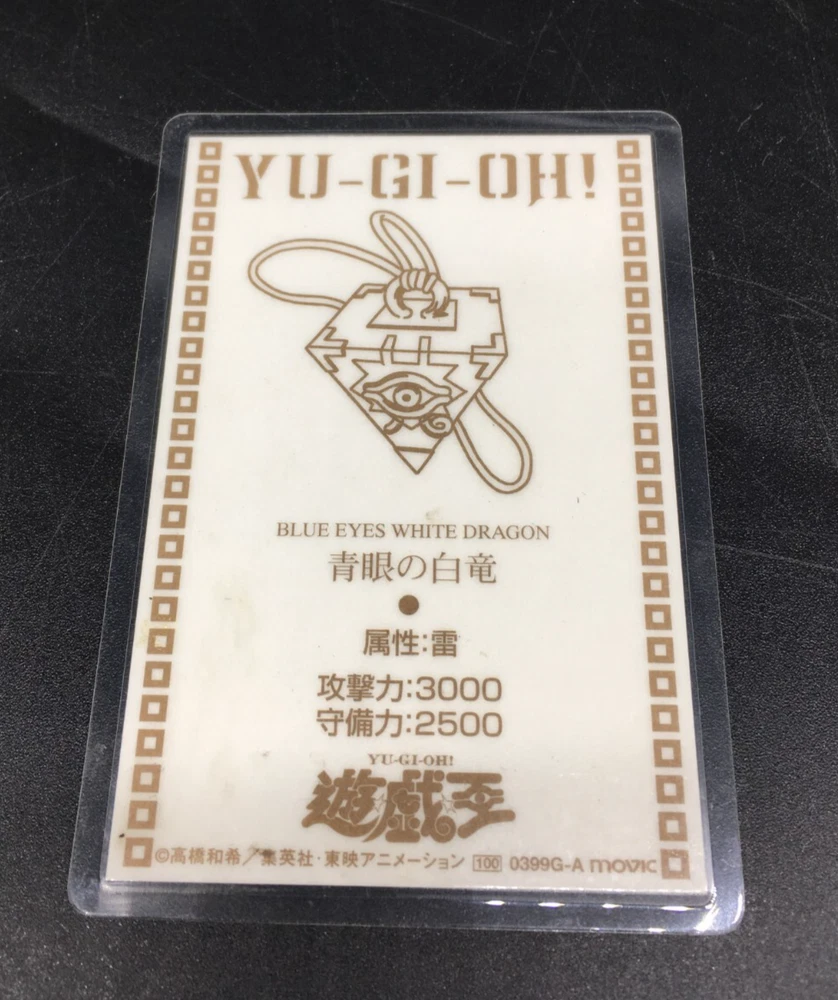 YU-GI-OH!
BLUE EYES WHITE DRAGON
青眼の白竜
●
属性:雷
攻撃力:3000
守備力:2500
YU-GI-OH!
遊☆戯☆王
©高橋和希/集英社・東映アニメーション 100 0399G-A movic